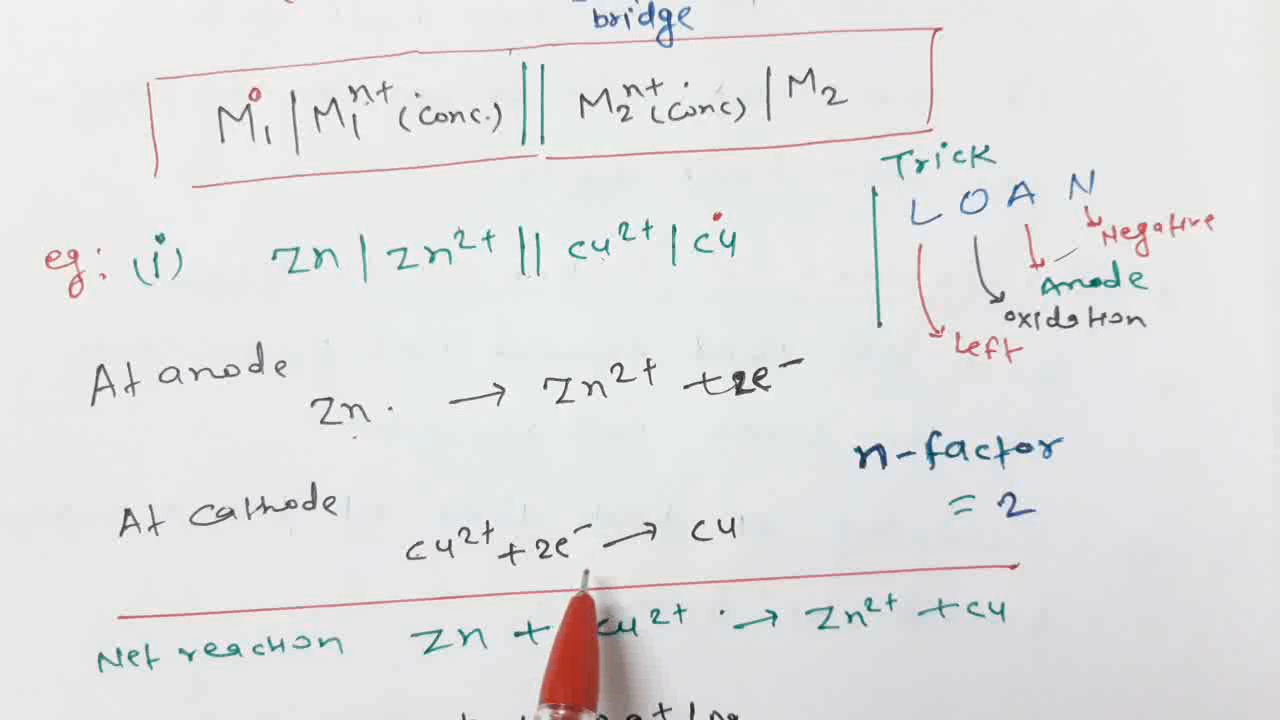 bridge
M₁ | M₁ⁿ⁺ (conc.) || M₂ⁿ⁺ (conc) | M₂
Trick
L O A N
Negative
Anode
oxidation
Left
eg: (i) Zn | Zn²⁺ || Cu²⁺ | Cu
At anode
Zn → Zn²⁺ + 2e⁻
n-factor
= 2
At Cathode
Cu²⁺ + 2e⁻ → Cu
Net reaction Zn + Cu²⁺ → Zn²⁺ + Cu